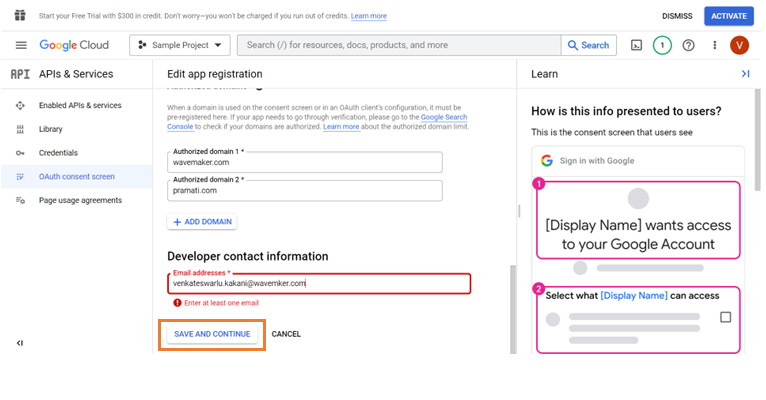 Start your Free Trial with $300 in credit. Don't worry—you won't be charged if you run out of credits. Learn more
DISMISS
ACTIVATE
Google Cloud
Sample Project
Search (/) for resources, docs, products, and more
Search
1
V
API APIs & Services
Enabled APIs & services
Library
Credentials
OAuth consent screen
Page usage agreements
Edit app registration
When a domain is used on the consent screen or in an OAuth client's configuration, it must be
pre-registered here. If your app needs to go through verification, please go to the Google Search
Console to check if your domains are authorized. Learn more about the authorized domain limit.
Authorized domain 1 *
wavemaker.com
Authorized domain 2 *
pramati.com
ADD DOMAIN
Developer contact information
Email addresses *
venkateswarlu.kakani@wavemker.com
Enter at least one email
SAVE AND CONTINUE
CANCEL
Learn
How is this info presented to users?
This is the consent screen that users see
G Sign in with Google
1
[Display Name] wants access
to your Google Account
2
Select what [Display Name] can access